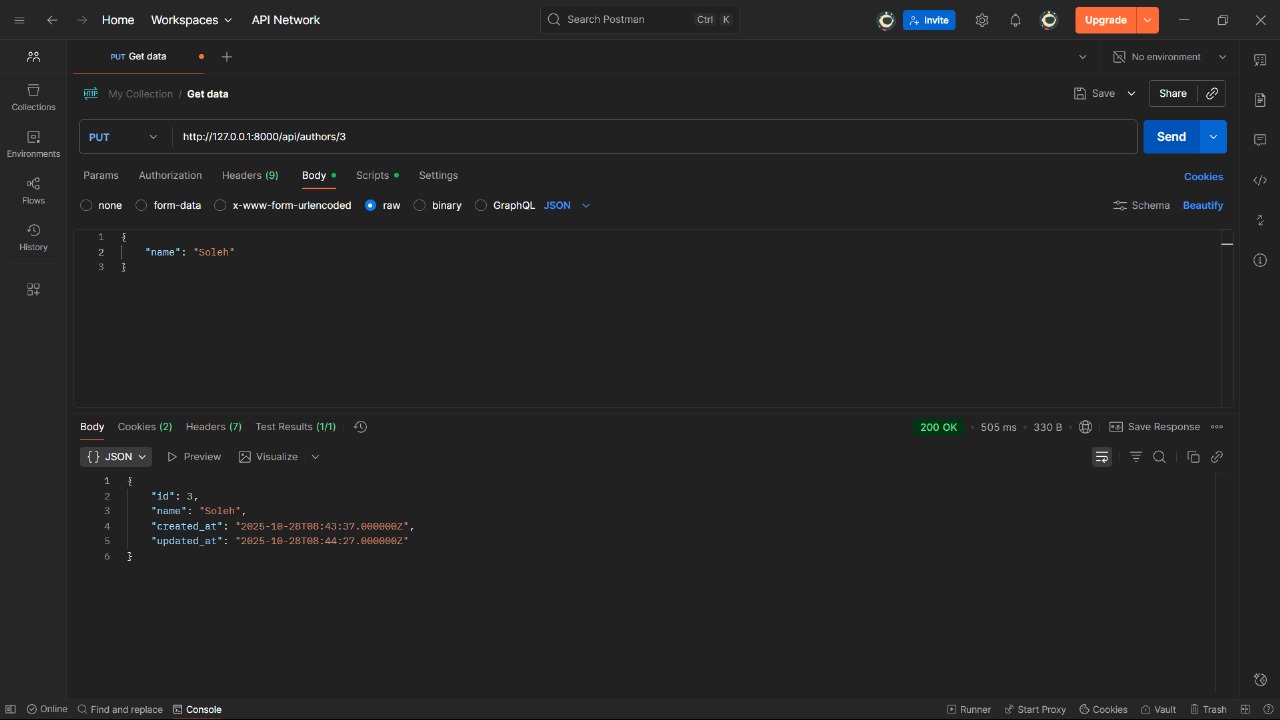 Home Workspaces API Network Search Postman Ctrl K Invite Upgrade
PUT Get data No environment
HTTP My Collection / Get data Save Share
PUT http://127.0.0.1:8000/api/authors/3 Send
Params Authorization Headers (9) Body Scripts Settings Cookies
none form-data x-www-form-urlencoded raw binary GraphQL JSON Schema Beautify
1 {
2 "name": "Soleh"
3 }
Collections
Environments
Flows
History
Body Cookies (2) Headers (7) Test Results (1/1) 200 OK • 505 ms • 330 B Save Response
{} JSON Preview Visualize
1 {
2 "id": 3,
3 "name": "Soleh",
4 "created_at": "2025-10-28T08:43:37.000000Z",
5 "updated_at": "2025-10-28T08:44:27.000000Z"
6 }
Online Find and replace Console Runner Start Proxy Cookies Vault Trash